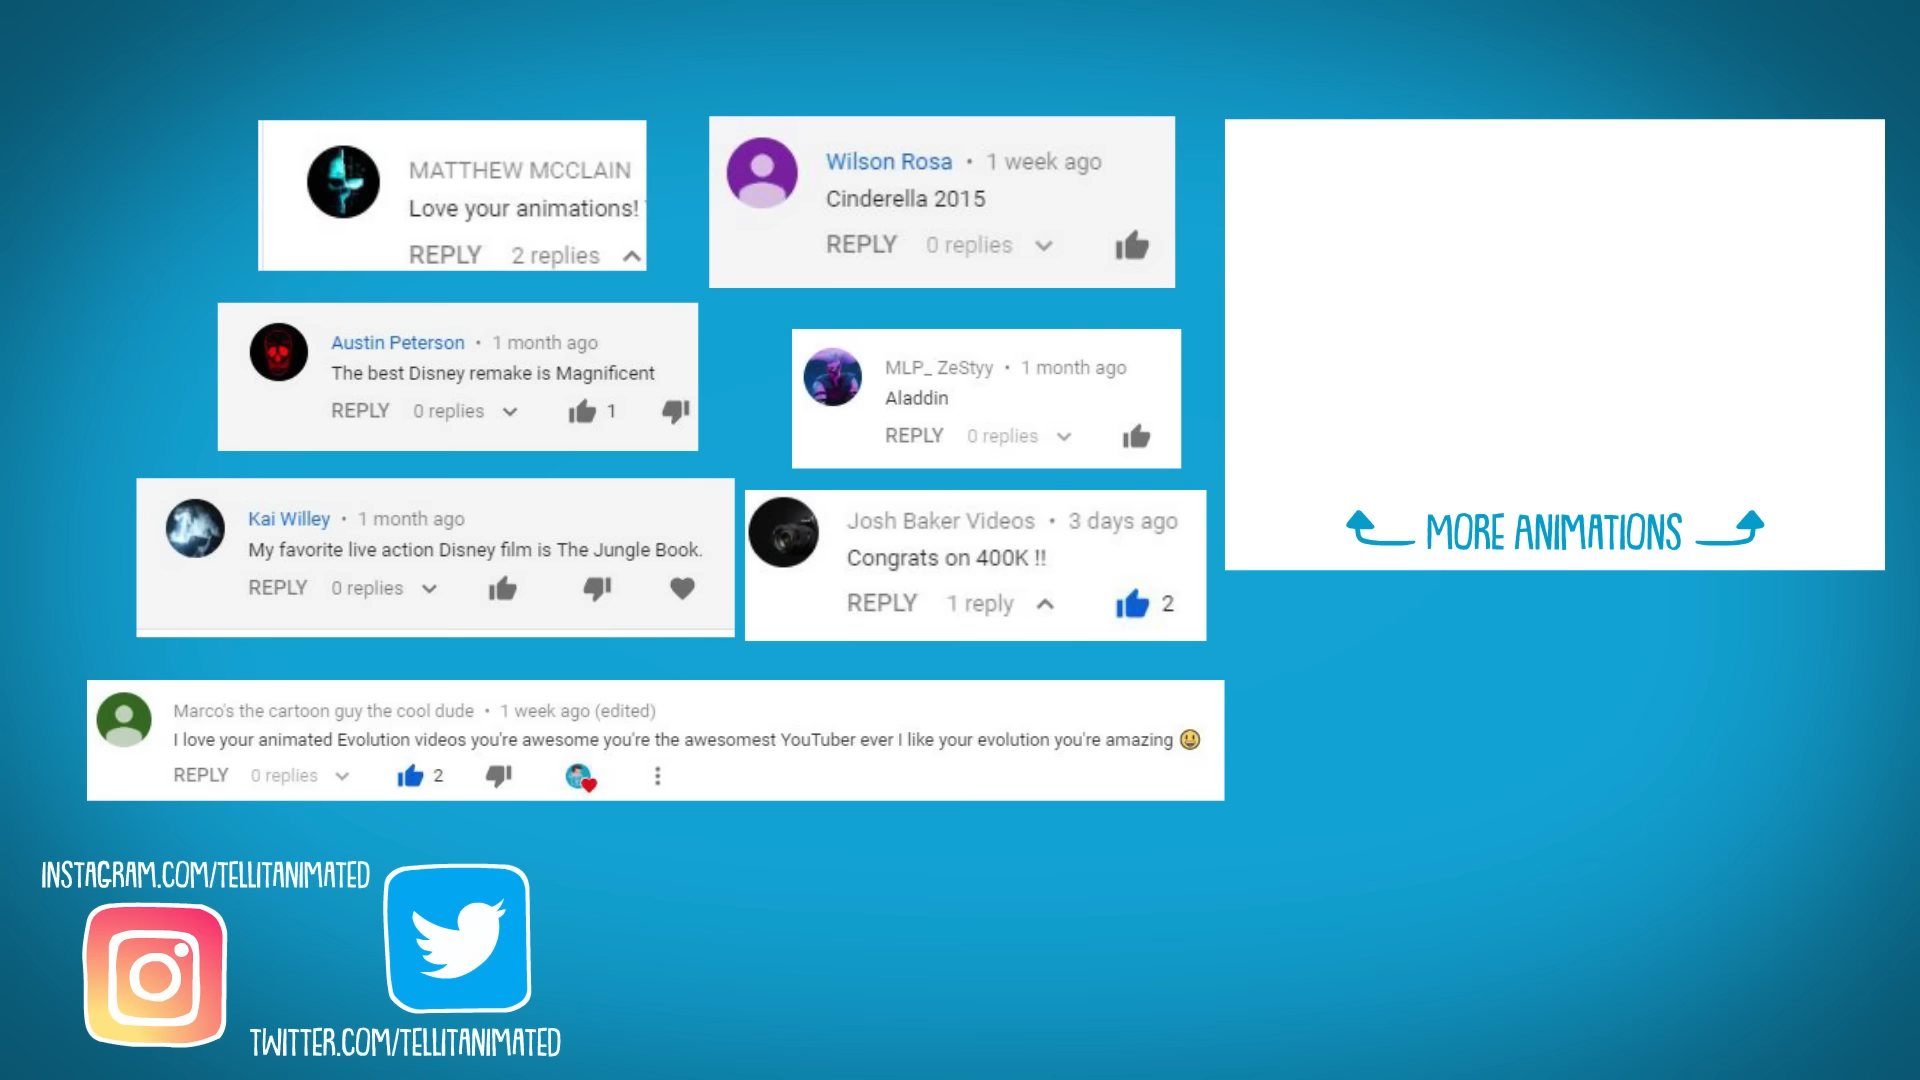 MATTHEW MCCLAIN
Love your animations!
REPLY 2 replies
Wilson Rosa • 1 week ago
Cinderella 2015
REPLY 0 replies
Austin Peterson • 1 month ago
The best Disney remake is Magnificent
REPLY 0 replies 1
MLP_ ZeStyy • 1 month ago
Aladdin
REPLY 0 replies
Kai Willey • 1 month ago
My favorite live action Disney film is The Jungle Book.
REPLY 0 replies
Josh Baker Videos • 3 days ago
Congrats on 400K !!
REPLY 1 reply 2
MORE ANIMATIONS
Marco's the cartoon guy the cool dude • 1 week ago (edited)
I love your animated Evolution videos you're awesome you're the awesomest YouTuber ever I like your evolution you're amazing 😃
REPLY 0 replies 2
INSTAGRAM.COM/TELLITANIMATED
TWITTER.COM/TELLITANIMATED